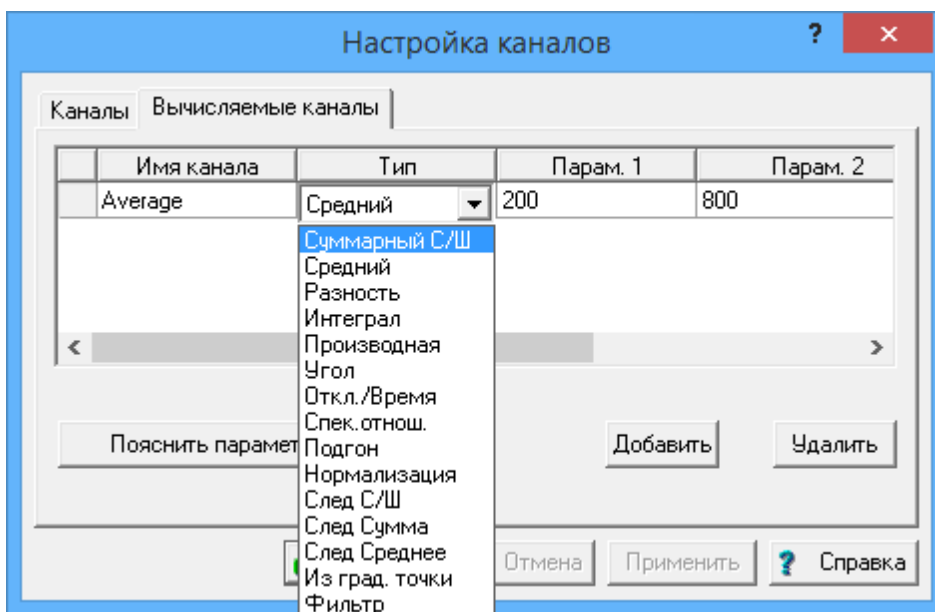 Настройка каналов
?
Каналы Вычисляемые каналы
Имя канала Тип Парам. 1 Парам. 2
Average Средний 200 800
Суммарный С/Ш
Средний
Разность
Интеграл
Производная
Угол
Откл./Время
Спек.отнош.
Подгон
Нормализация
След С/Ш
След Сумма
След Среднее
Из град. точки
Фильтр
Пояснить парамет
Добавить Удалить
Отмена Применить ? Справка